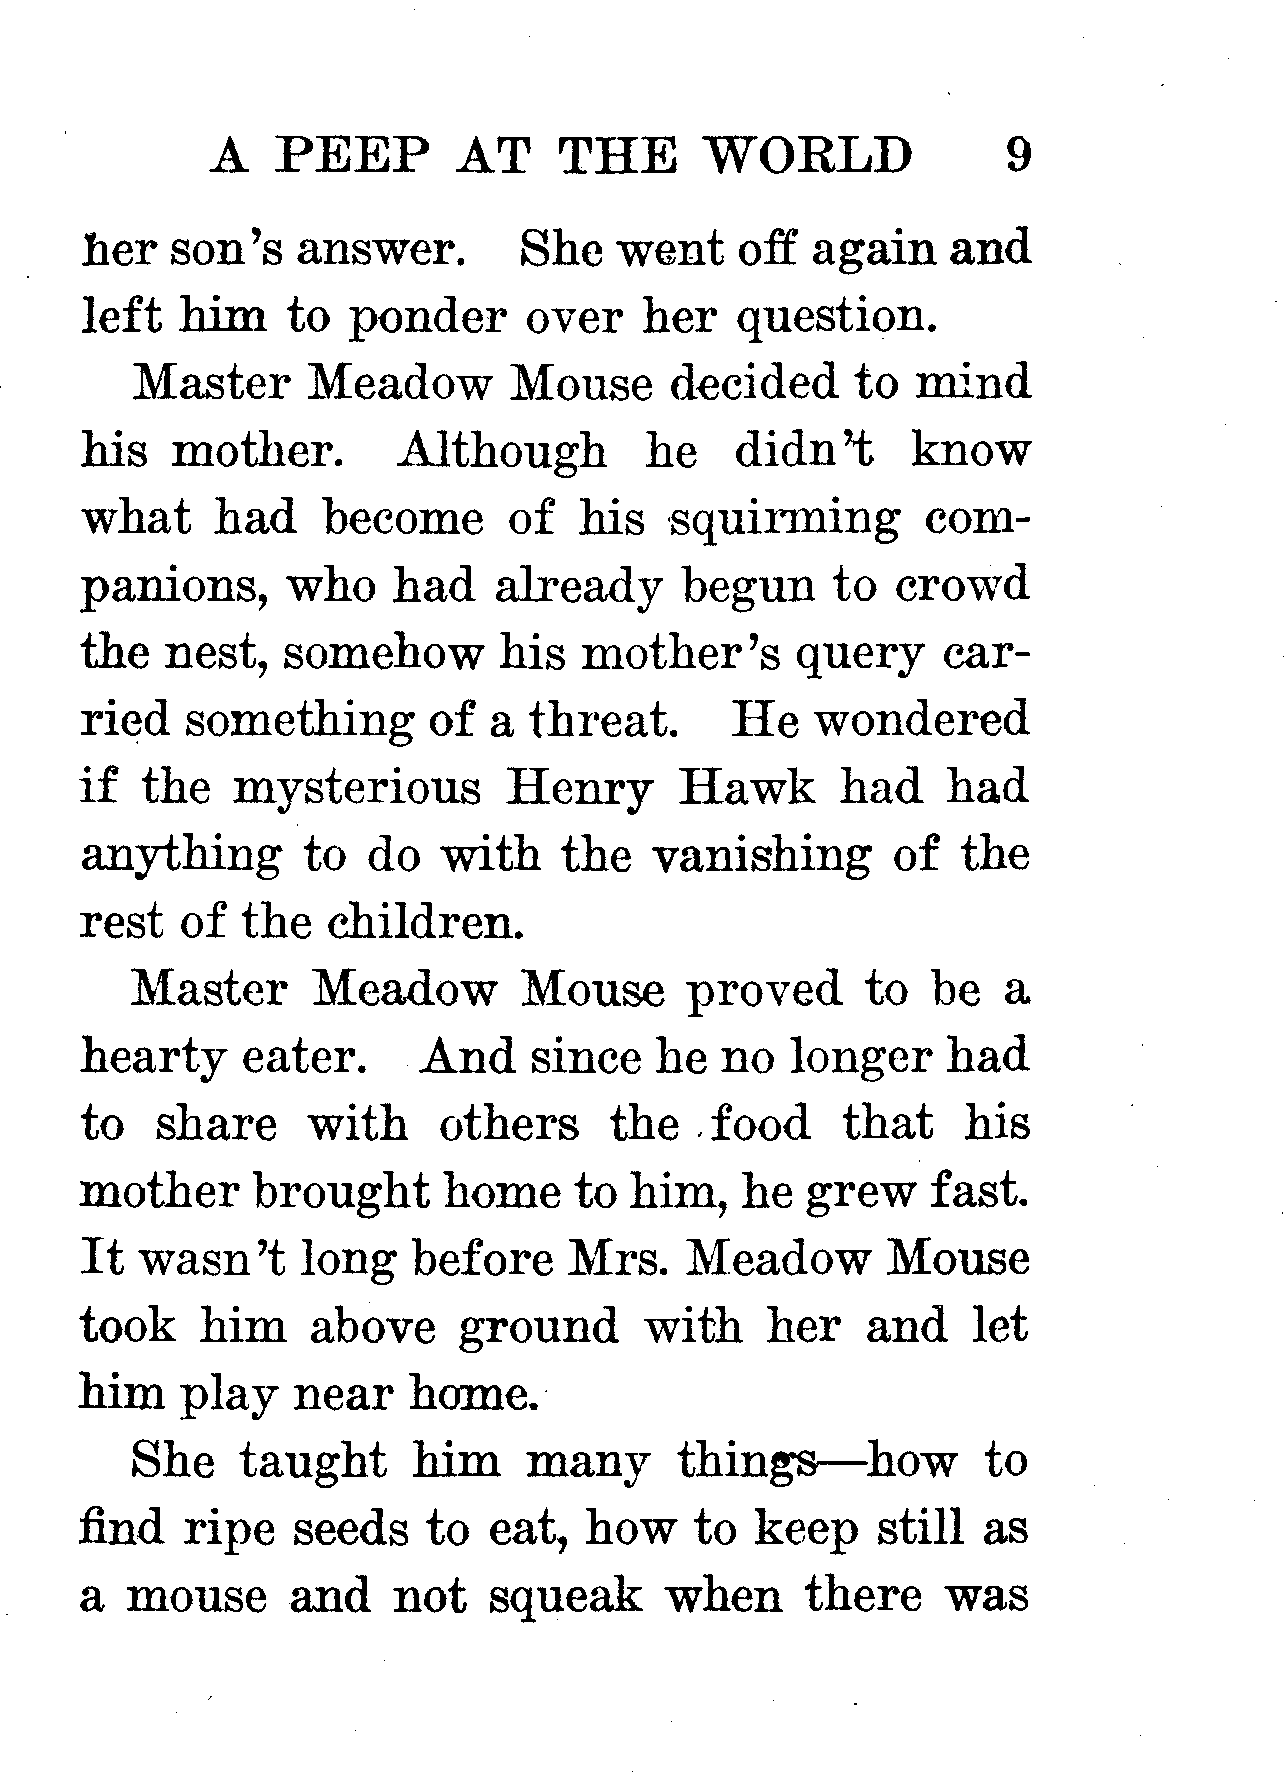 A PEEP AT THE WORLD 9
her son's answer. She went off again and
left him to ponder over her question.
Master Meadow Mouse decided to mind
his mother. Although he didn't know
what had become of his squirming com-
panions, who had already begun to crowd
the nest, somehow his mother's query car-
ried something of a threat. He wondered
if the mysterious Henry Hawk had had
anything to do with the vanishing of the
rest of the children.
Master Meadow Mouse proved to be a
hearty eater. And since he no longer had
to share with others the food that his
mother brought home to him, he grew fast.
It wasn't long before Mrs. Meadow Mouse
took him above ground with her and let
him play near home.
She taught him many things—how to
find ripe seeds to eat, how to keep still as
a mouse and not squeak when there was